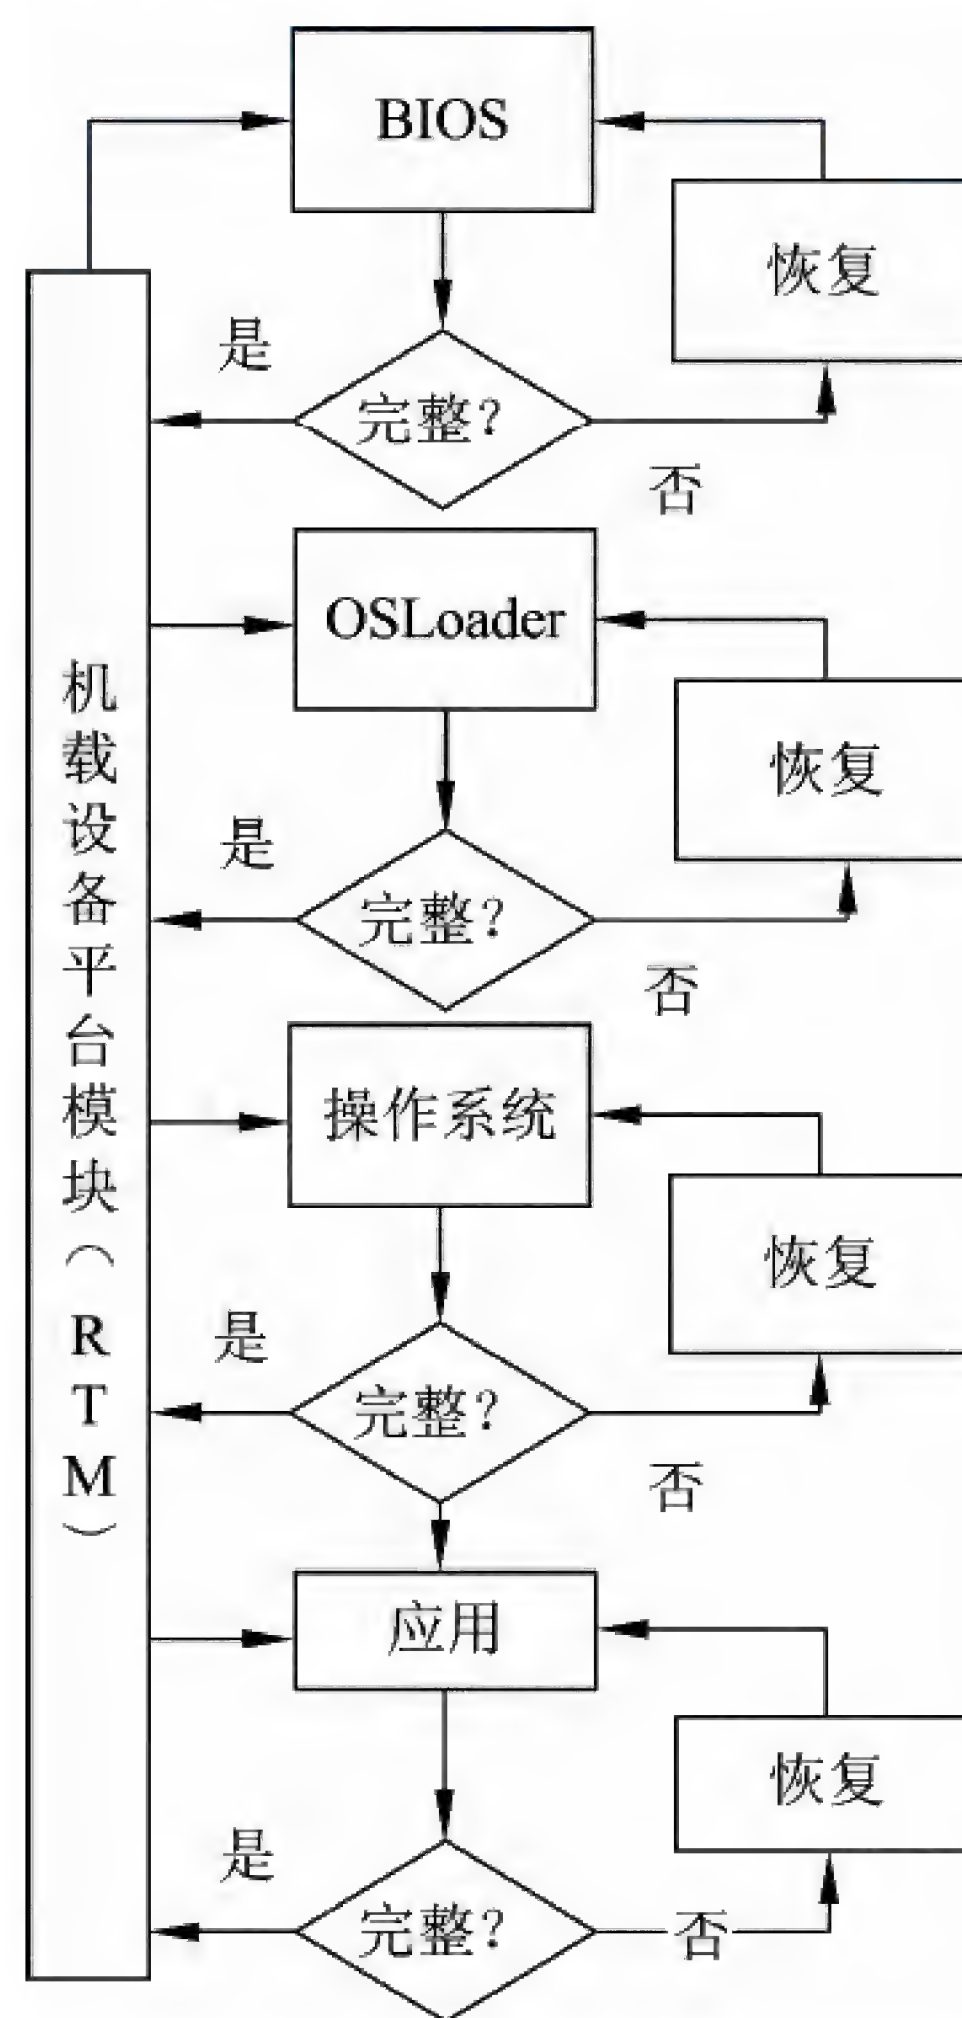 BIOS
恢复
是
完整?
否
OSLoader
恢复
是
完整?
否
机载设备平台模块（RTM）
操作系统
恢复
是
完整?
否
应用
恢复
是
完整?
否